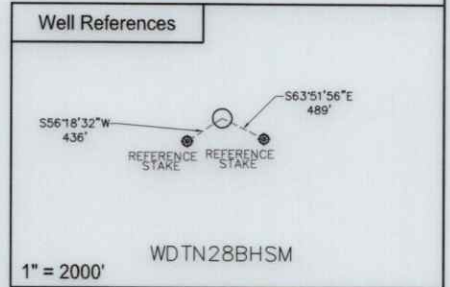 Well References
S56°18'32"W
436'
S63°51'56"E
489'
REFERENCE
STAKE
REFERENCE
STAKE
WDTN28BHSM
1" = 2000'